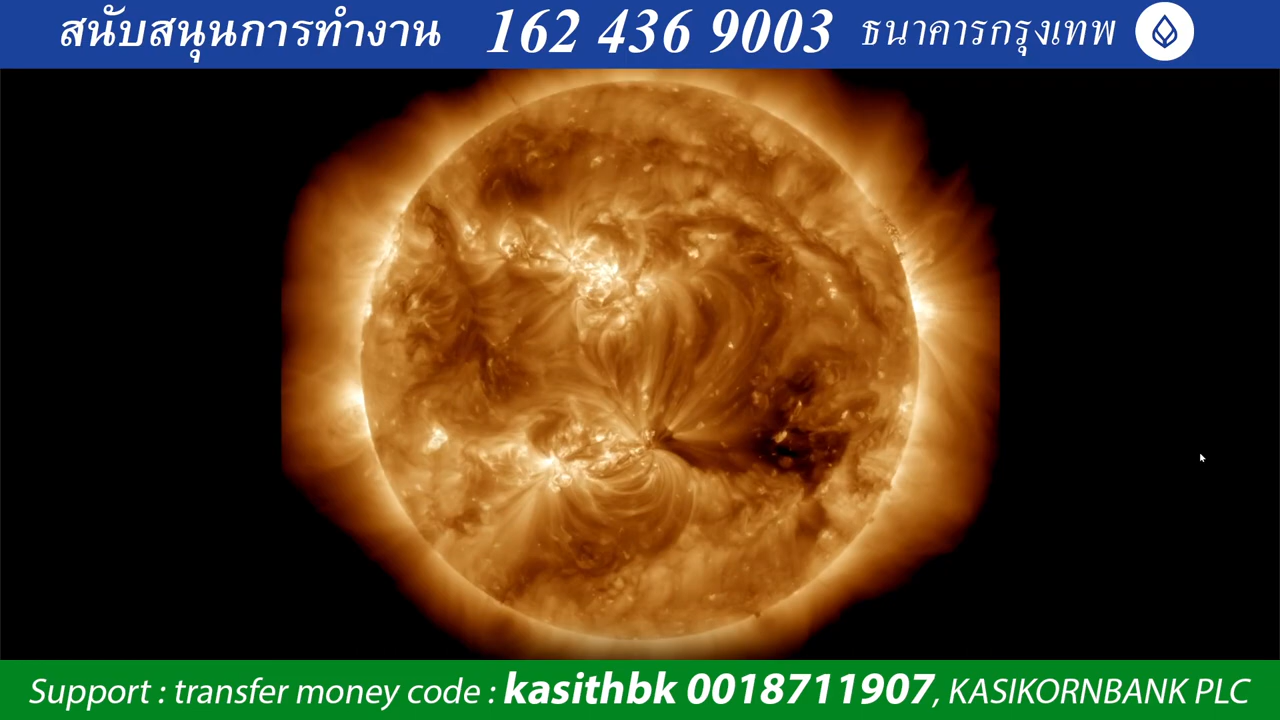 สนับสนุนการทำงาน 162 436 9003 ธนาคารกรุงเทพ
Support : transfer money code : kasithbk 0018711907, KASIKORNBANK PLC